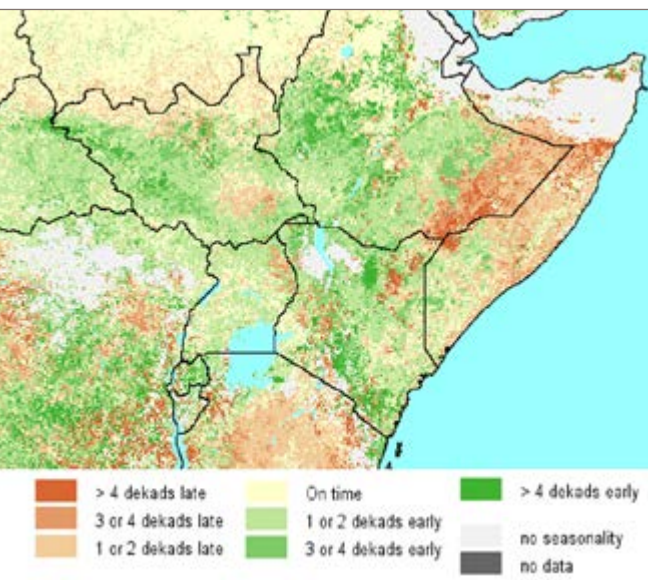 > 4 dekads late
3 or 4 dekads late
1 or 2 dekads late
On time
1 or 2 dekads early
3 or 4 dekads early
> 4 dekads early
no seasonality
no data